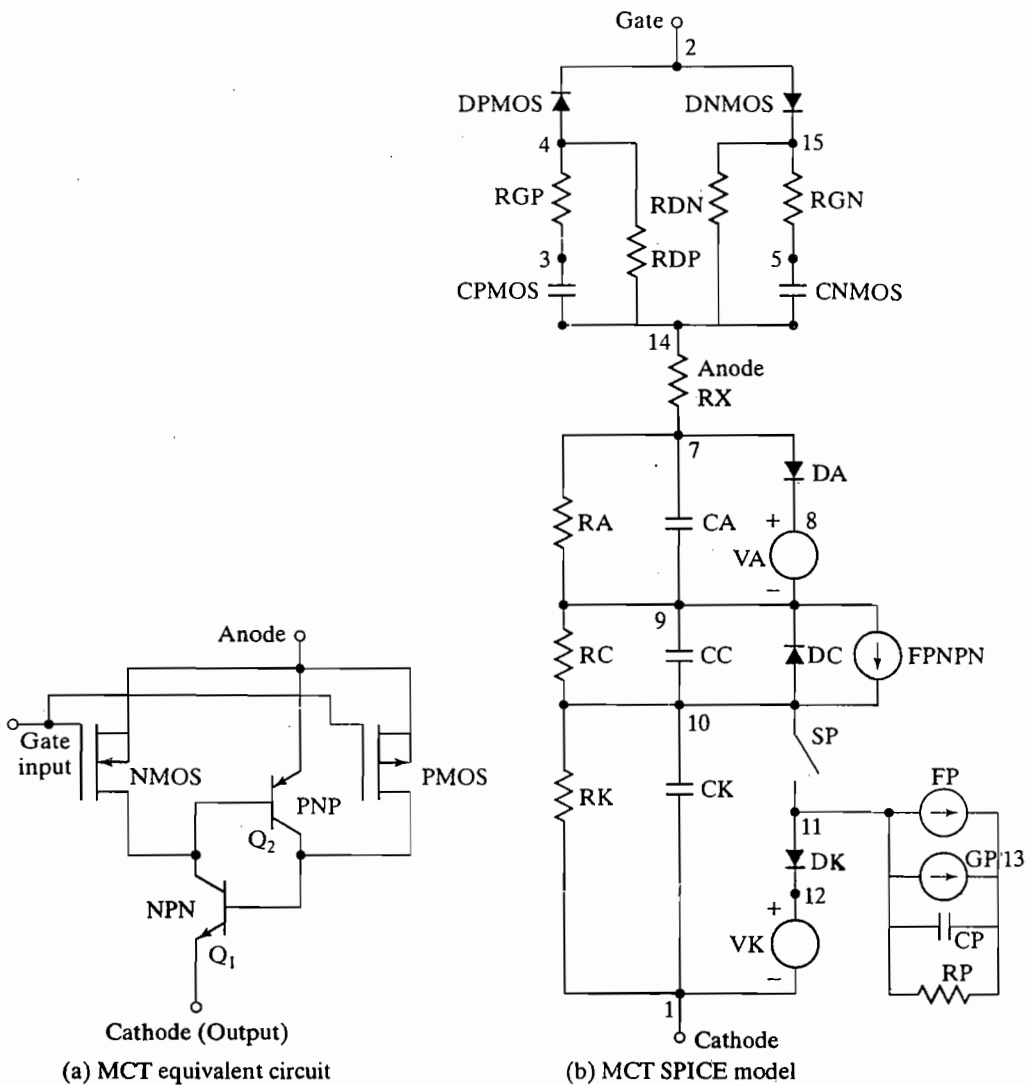 Gate
2
DPMOS
DNMOS
4
15
RGP
RDN
RGN
3
RDP
5
CPMOS
CNMOS
14
Anode
RX
7
DA
RA
CA
+
8
VA
−
9
RC
CC
DC
FPNPN
10
SP
RK
CK
FP
11
GP
13
DK
12
+
CP
VK
−
RP
1
Cathode
(b) MCT SPICE model
Anode
Gate
input
NMOS
PNP
PMOS
Q2
NPN
Q1
Cathode (Output)
(a) MCT equivalent circuit